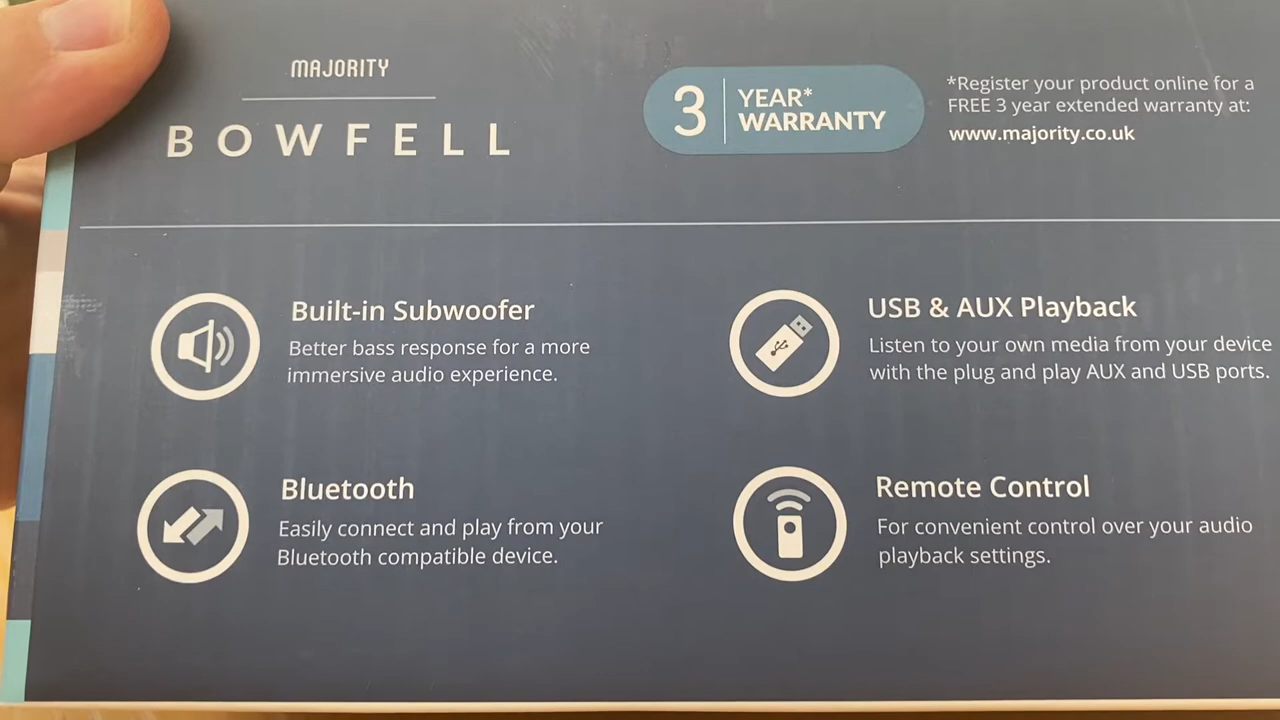 MAJORITY
BOWFELL
3 YEAR*
WARRANTY
*Register your product online for a
FREE 3 year extended warranty at:
www.majority.co.uk
Built-in Subwoofer
Better bass response for a more
immersive audio experience.
USB & AUX Playback
Listen to your own media from your device
with the plug and play AUX and USB ports.
Bluetooth
Easily connect and play from your
Bluetooth compatible device.
Remote Control
For convenient control over your audio
playback settings.